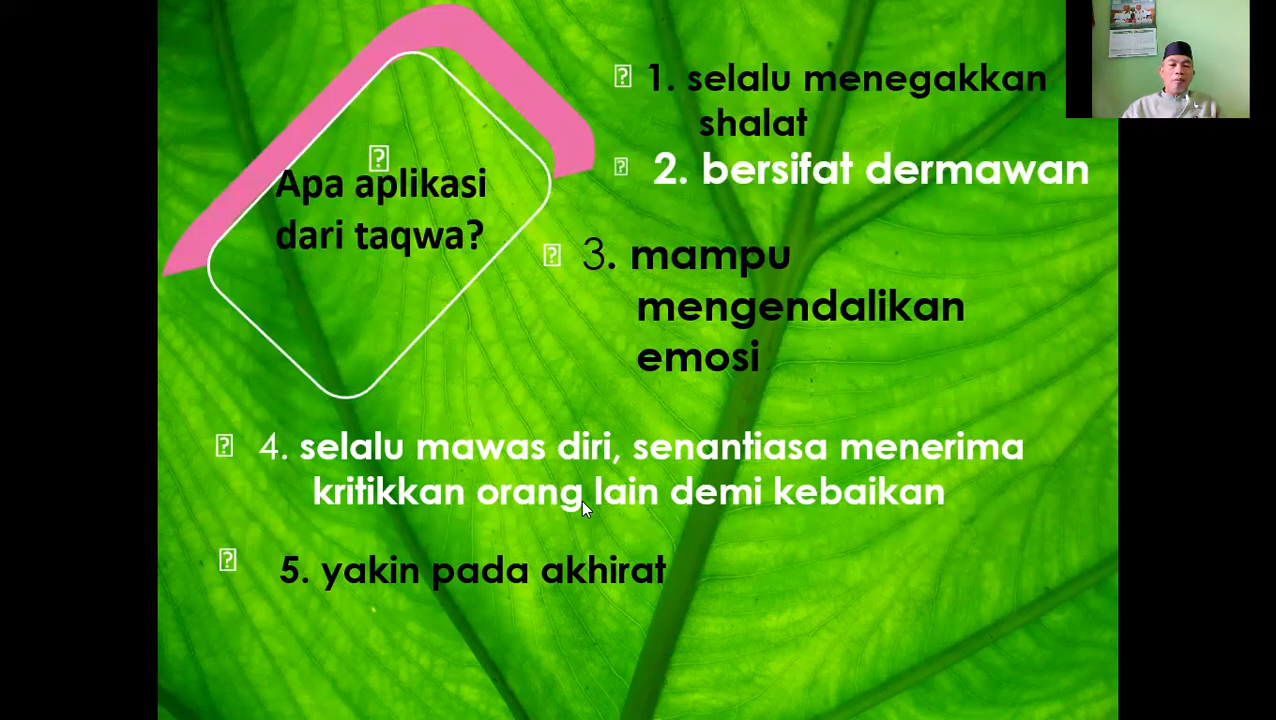 Apa aplikasi
dari taqwa?
1. selalu menegakkan
shalat
2. bersifat dermawan
3. mampu
mengendalikan
emosi
4. selalu mawas diri, senantiasa menerima
kritikkan orang lain demi kebaikan
5. yakin pada akhirat